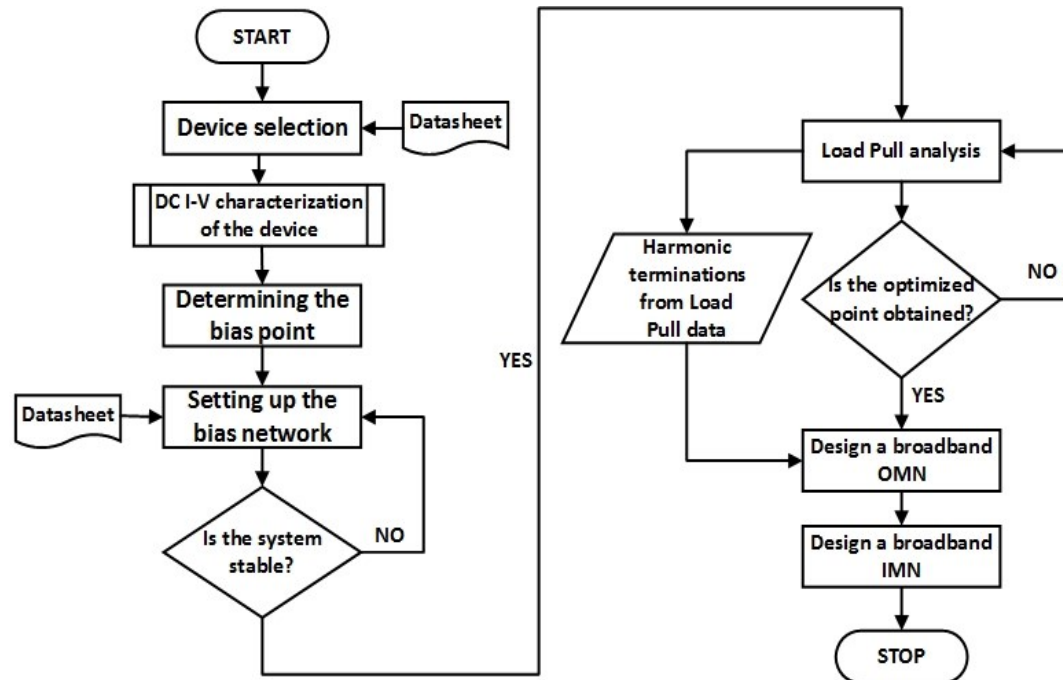 START
Device selection
Datasheet
DC I-V characterization
of the device
Determining the
bias point
Datasheet
Setting up the
bias network
Is the system
stable?
NO
YES
Load Pull analysis
Harmonic
terminations
from Load
Pull data
Is the optimized
point obtained?
NO
YES
Design a broadband
OMN
Design a broadband
IMN
STOP